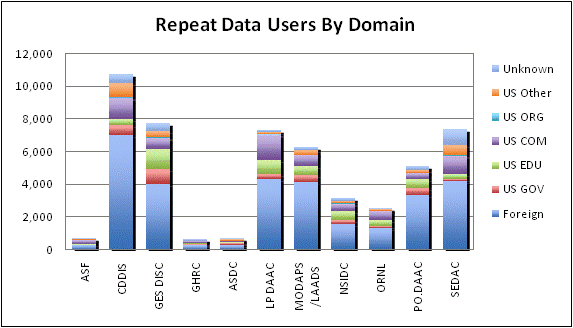 Repeat Data Users By Domain
12,000
10,000
8,000
6,000
4,000
2,000
0
ASF
CDDIS
GES DISC
GHRC
ASDC
LP DAAC
MODAPS
/LAADS
NSIDC
ORNL
PO.DAAC
SEDAC
Unknown
US Other
US ORG
US COM
US EDU
US GOV
Foreign